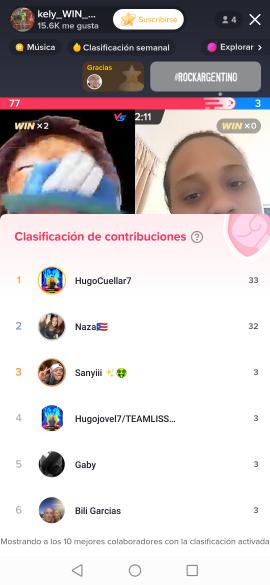 kely_WIN_...
15.6K me gusta
Suscribirse
4
Música
Clasificación semanal
Explorar >
Gracias
#ROCKARGENTINO
77
3
WIN ×2
VS
2:11
WIN ×0
Clasificación de contribuciones ?
1 HugoCuellar7 33
2 Naza🇵🇷 32
3 Sanyiii ✨🤑 3
4 Hugojovel7/TEAMLISS... 3
5 Gaby 3
6 Bili Garcias 3
Mostrando a los 10 mejores colaboradores con la clasificación activada